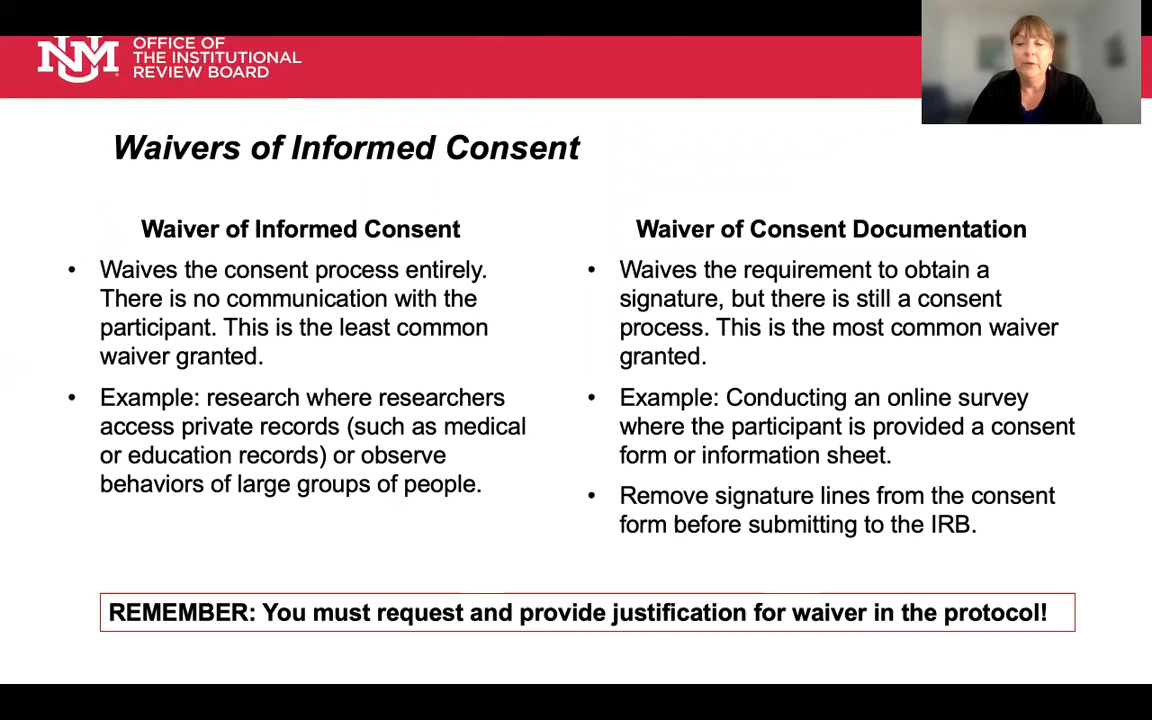 UNM
OFFICE OF
THE INSTITUTIONAL
REVIEW BOARD
Waivers of Informed Consent
Waiver of Informed Consent
• Waives the consent process entirely.
There is no communication with the
participant. This is the least common
waiver granted.
• Example: research where researchers
access private records (such as medical
or education records) or observe
behaviors of large groups of people.
Waiver of Consent Documentation
• Waives the requirement to obtain a
signature, but there is still a consent
process. This is the most common waiver
granted.
• Example: Conducting an online survey
where the participant is provided a consent
form or information sheet.
• Remove signature lines from the consent
form before submitting to the IRB.
REMEMBER: You must request and provide justification for waiver in the protocol!